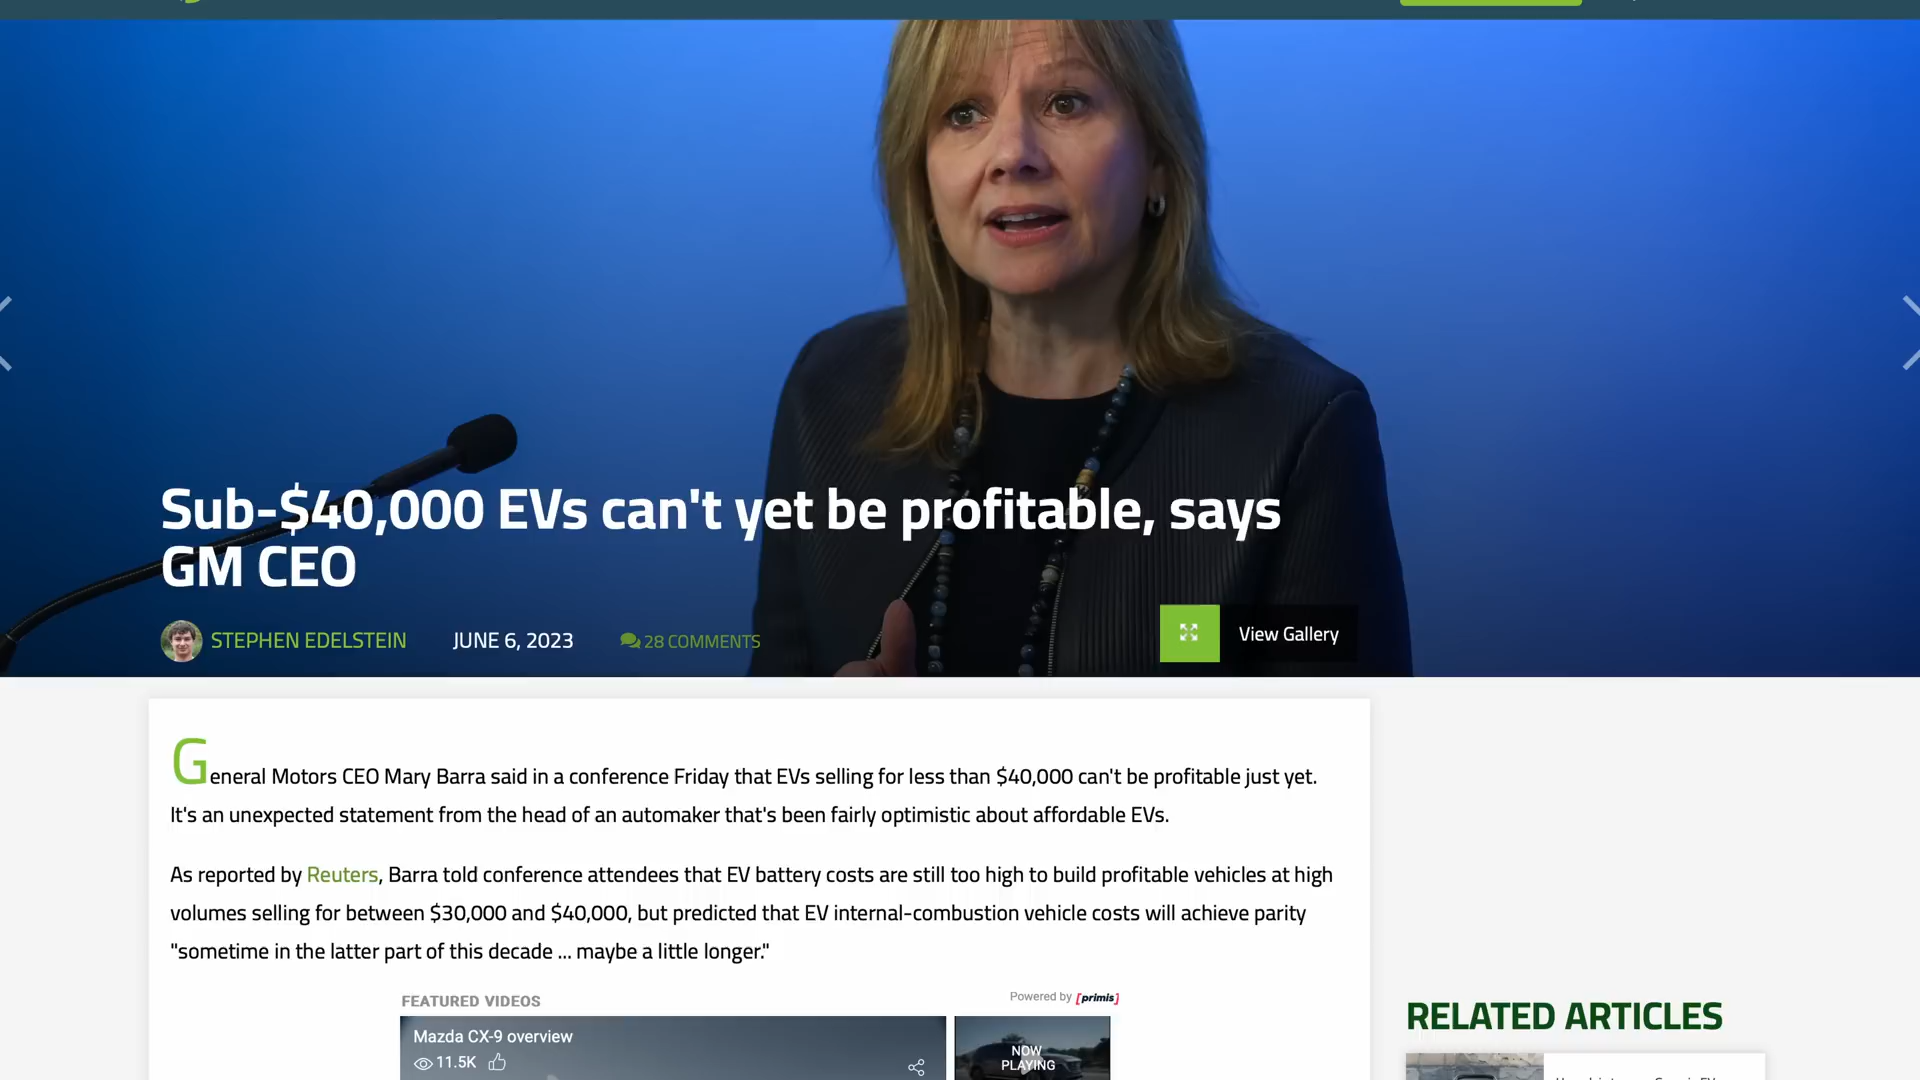 Sub-$40,000 EVs can't yet be profitable, says
GM CEO
STEPHEN EDELSTEIN JUNE 6, 2023 28 COMMENTS
View Gallery
General Motors CEO Mary Barra said in a conference Friday that EVs selling for less than $40,000 can't be profitable just yet.
It's an unexpected statement from the head of an automaker that's been fairly optimistic about affordable EVs.
As reported by Reuters, Barra told conference attendees that EV battery costs are still too high to build profitable vehicles at high
volumes selling for between $30,000 and $40,000, but predicted that EV internal-combustion vehicle costs will achieve parity
"sometime in the latter part of this decade ... maybe a little longer."
FEATURED VIDEOS
Powered by [primis]
Mazda CX-9 overview
11.5K
NOW
PLAYING
RELATED ARTICLES